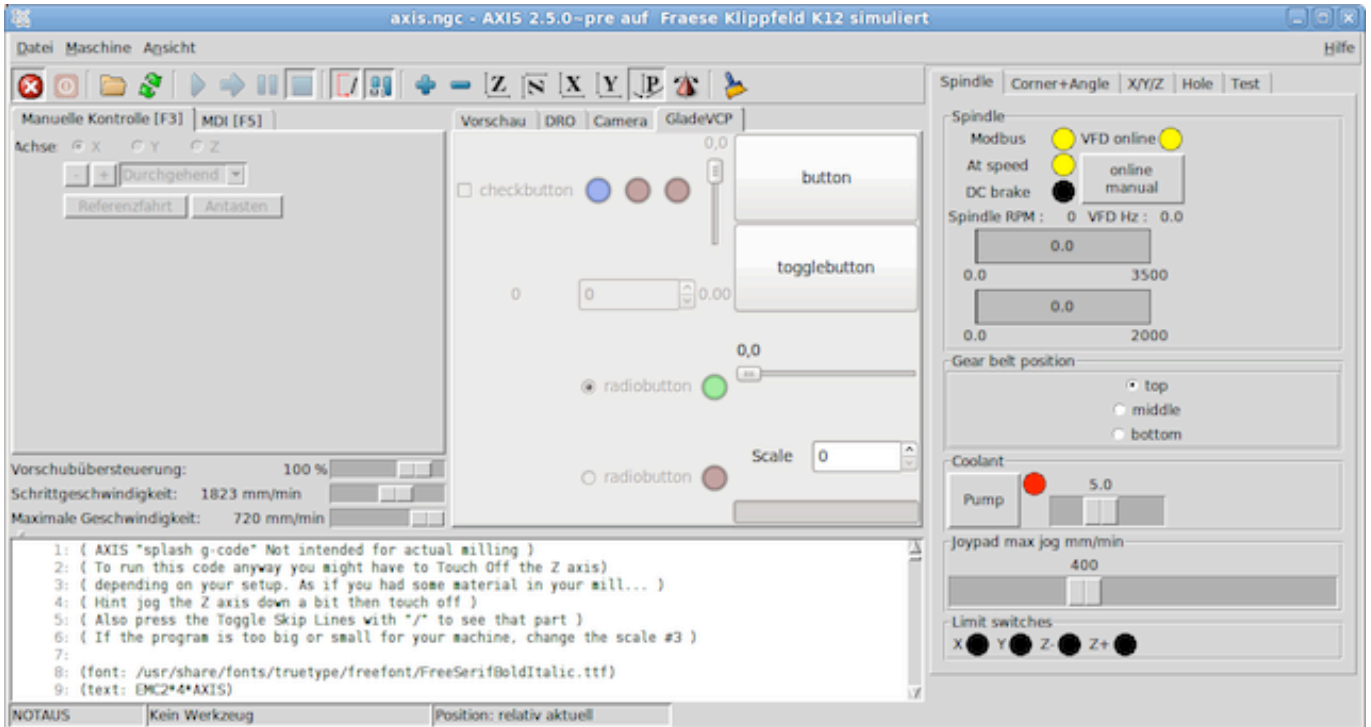 axis.ngc - AXIS 2.5.0~pre auf Fraese Klippfeld K12 simuliert
Datei Maschine Ansicht Hilfe
Z N X Y P
Manuelle Kontrolle [F3] MDI [F5]
Achse: X Y Z
- + Durchgehend
Referenzfahrt Antasten
Vorschubübersteuerung: 100 %
Schrittgeschwindigkeit: 1823 mm/min
Maximale Geschwindigkeit: 720 mm/min
Vorschau DRO Camera GladeVCP
0,0
checkbutton
button
togglebutton
0 0 0.00
0,0
radiobutton
Scale 0
radiobutton
Spindle Corner+Angle X/Y/Z Hole Test
Spindle
Modbus VFD online
At speed
online manual
DC brake
Spindle RPM : 0 VFD Hz : 0.0
0.0
0.0 3500
0.0
0.0 2000
Gear belt position
top
middle
bottom
Coolant
Pump 5.0
Joypad max jog mm/min
400
Limit switches
X Y Z- Z+
1: ( AXIS "splash g-code" Not intended for actual milling )
2: ( To run this code anyway you might have to Touch Off the Z axis)
3: ( depending on your setup. As if you had some material in your mill... )
4: ( Hint jog the Z axis down a bit then touch off )
5: ( Also press the Toggle Skip Lines with "/" to see that part )
6: ( If the program is too big or small for your machine, change the scale #3 )
7:
8: (font: /usr/share/fonts/truetype/freefont/FreeSerifBoldItalic.ttf)
9: (text: EMC2*4*AXIS)
NOTAUS Kein Werkzeug Position: relativ aktuell